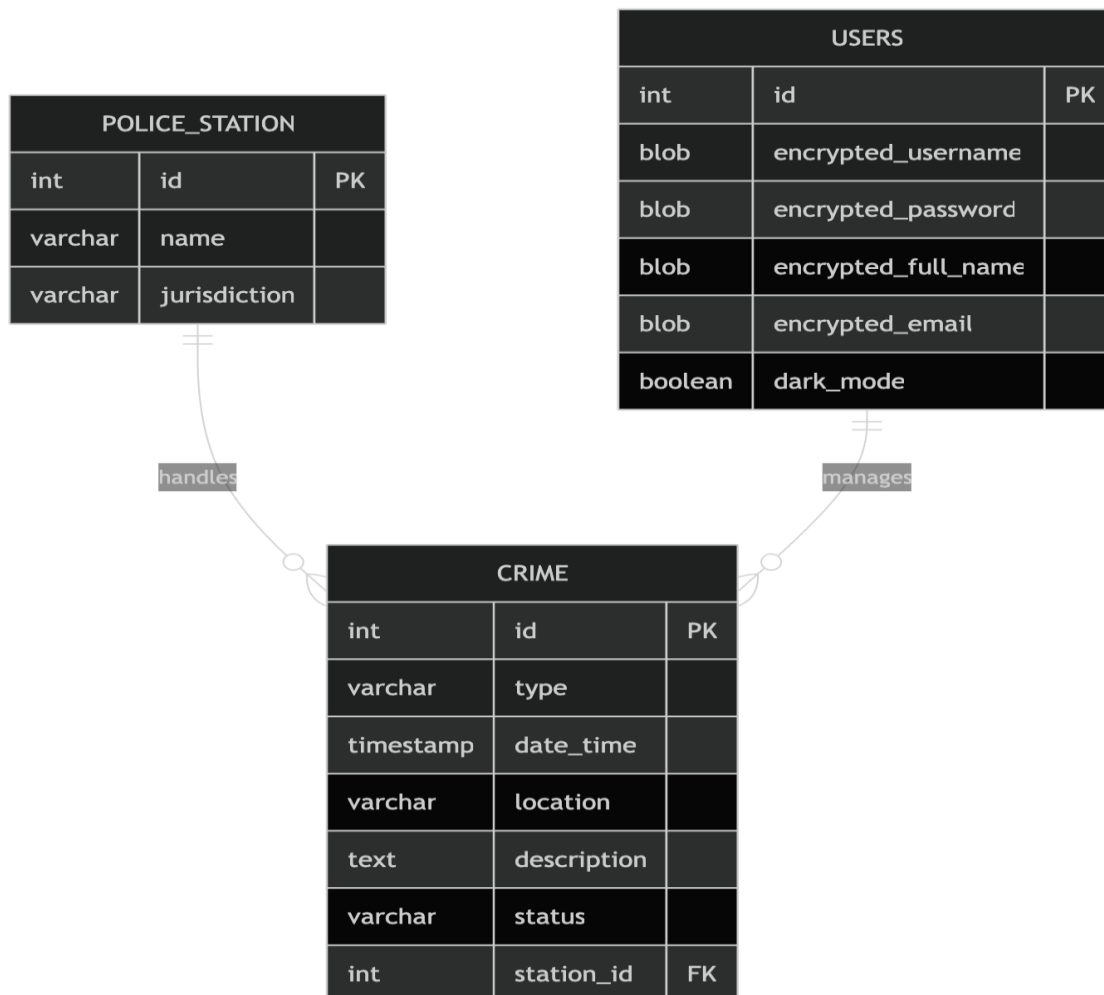 USERS
int id PK
blob encrypted_username
blob encrypted_password
blob encrypted_full_name
blob encrypted_email
boolean dark_mode
POLICE_STATION
int id PK
varchar name
varchar jurisdiction
handles
manages
CRIME
int id PK
varchar type
timestamp date_time
varchar location
text description
varchar status
int station_id FK